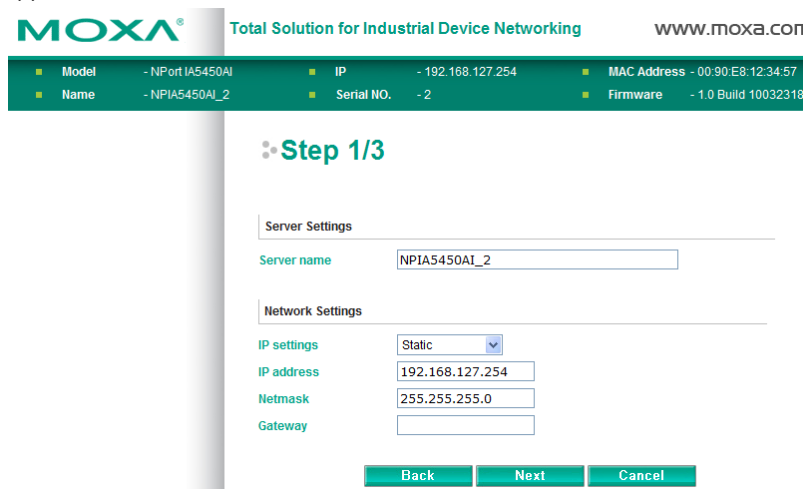 MOXA® Total Solution for Industrial Device Networking www.moxa.com
Model - NPort IA5450AI IP - 192.168.127.254 MAC Address - 00:90:E8:12:34:57
Name - NPIA5450AI_2 Serial NO. - 2 Firmware - 1.0 Build 10032318
Step 1/3
Server Settings
Server name NPIA5450AI_2
Network Settings
IP settings Static
IP address 192.168.127.254
Netmask 255.255.255.0
Gateway
Back Next Cancel